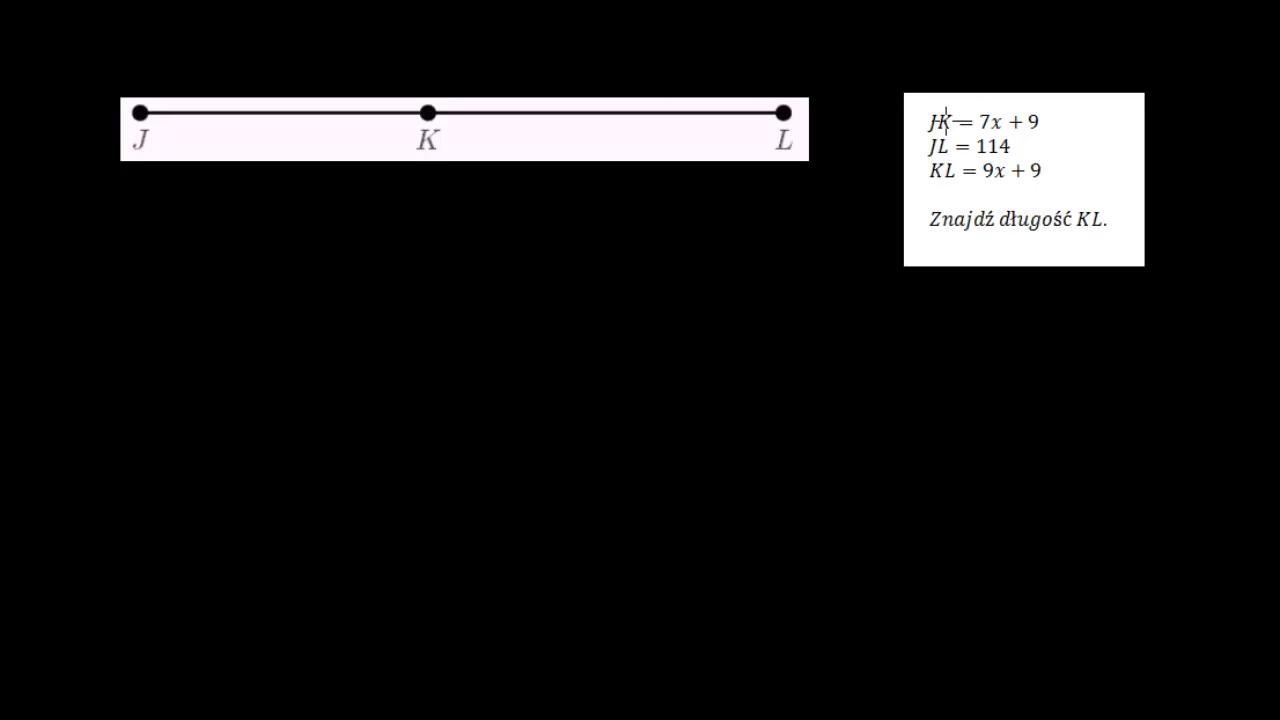 J K L
JK = 7x + 9
JL = 114
KL = 9x + 9
Znajdź długość KL.